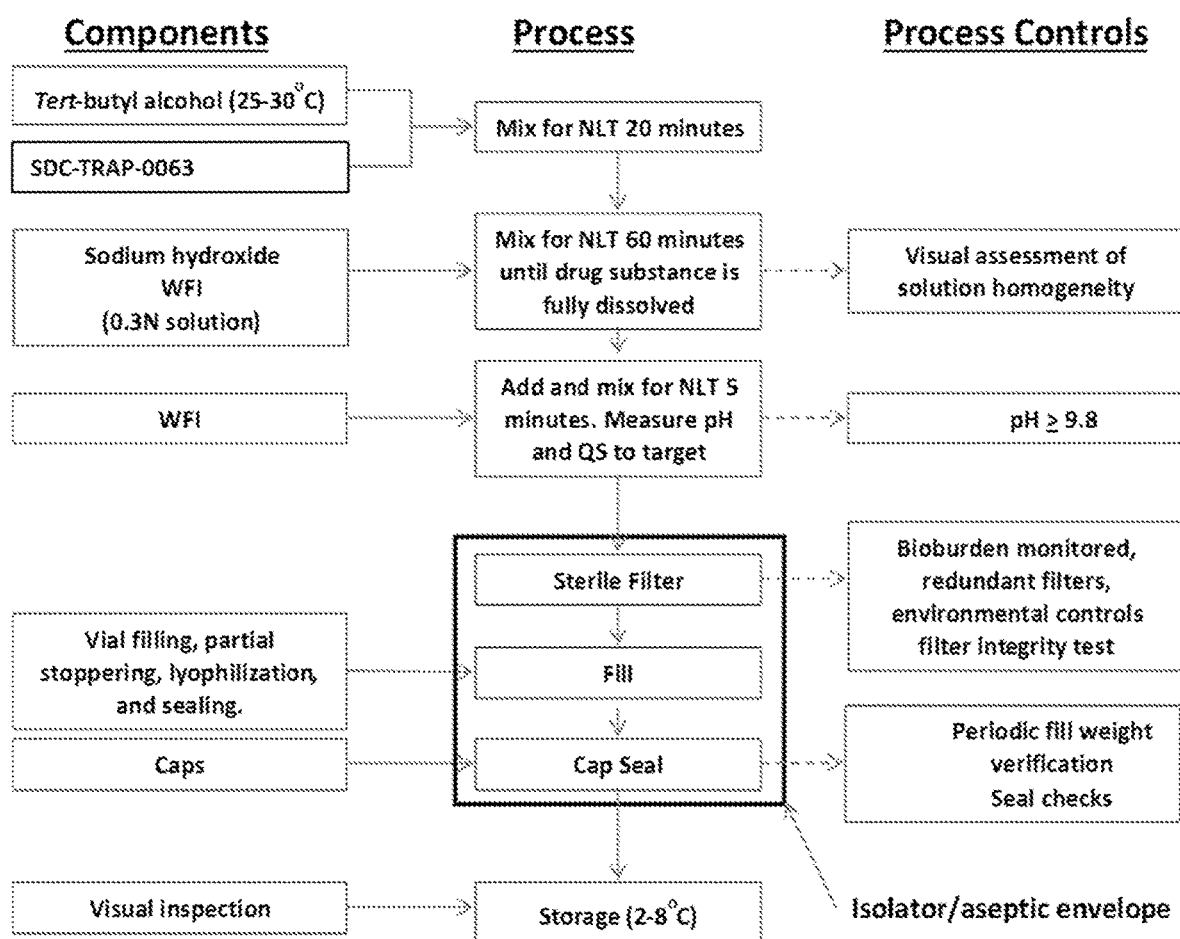 Components
Process
Process Controls
Tert-butyl alcohol (25-30°C)
SDC-TRAP-0063
Mix for NLT 20 minutes
Sodium hydroxide
WFI
(0.3N solution)
Mix for NLT 60 minutes
until drug substance is
fully dissolved
Visual assessment of
solution homogeneity
WFI
Add and mix for NLT 5
minutes. Measure pH
and QS to target
pH ≥ 9.8
Sterile Filter
Bioburden monitored,
redundant filters,
environmental controls
filter integrity test
Vial filling, partial
stoppering, lyophilization,
and sealing.
Fill
Caps
Cap Seal
Periodic fill weight
verification
Seal checks
Visual inspection
Storage (2-8°C)
Isolator/aseptic envelope